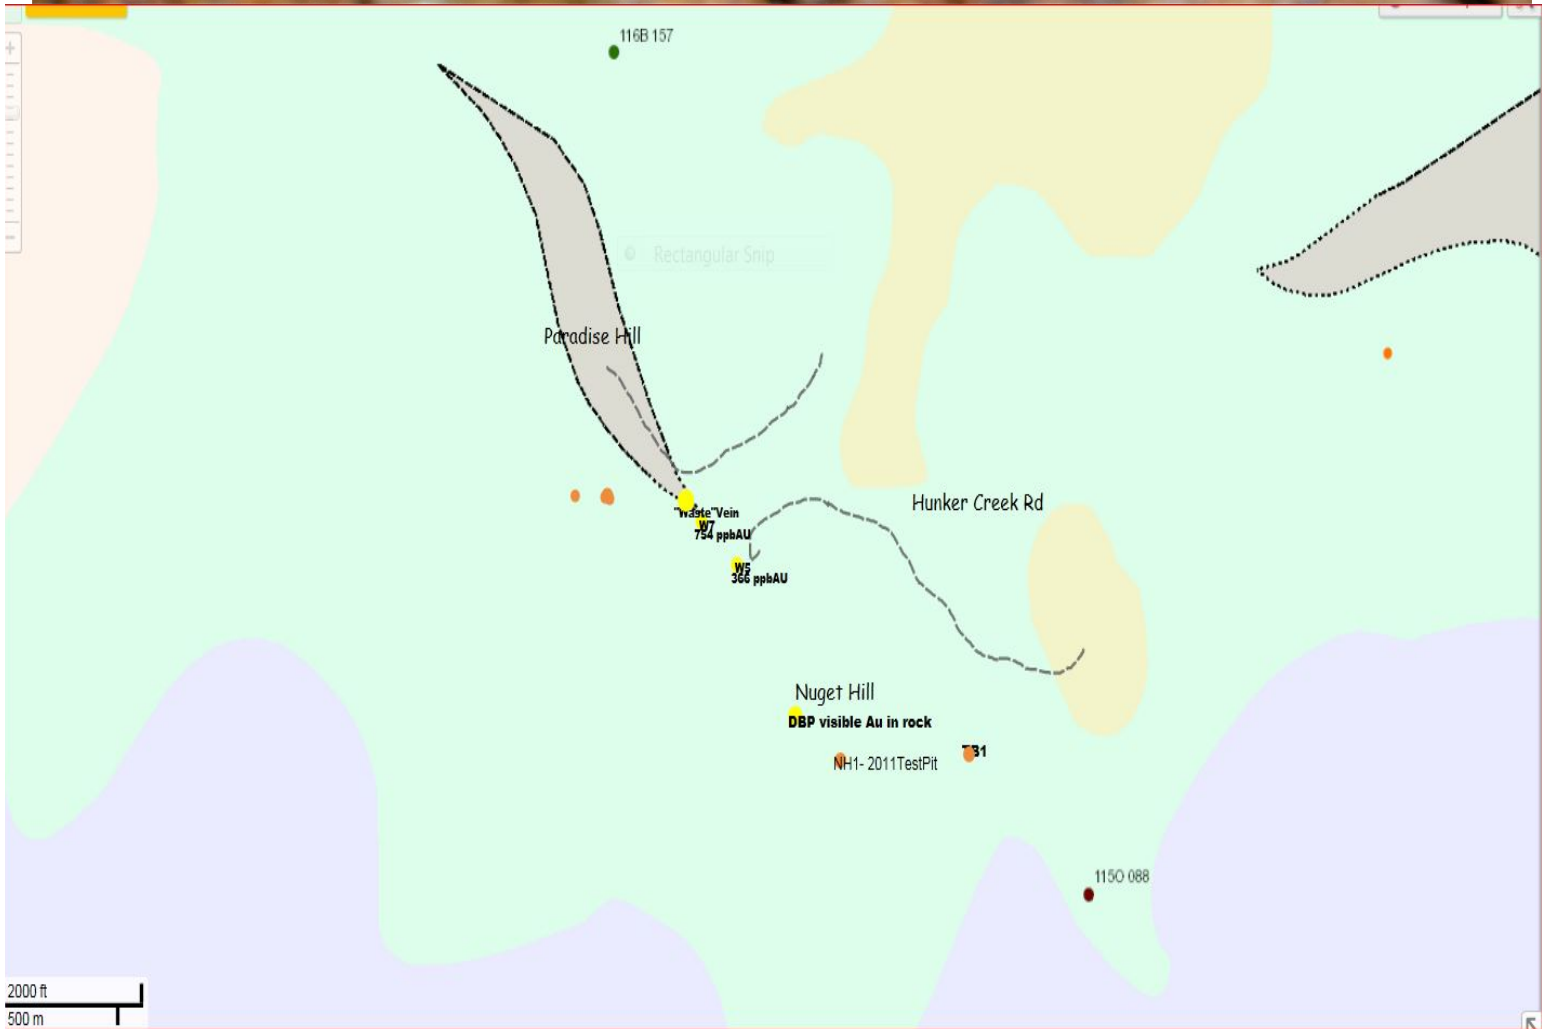 116B 157
Rectangular Snip
Paradise Hill
Hunker Creek Rd
"Waste"Vein
W7
754 ppbAU
W5
366 ppbAU
Nuget Hill
DBP visible Au in rock
NH1- 2011TestPit
TB1
115O 088
2000 ft
500 m